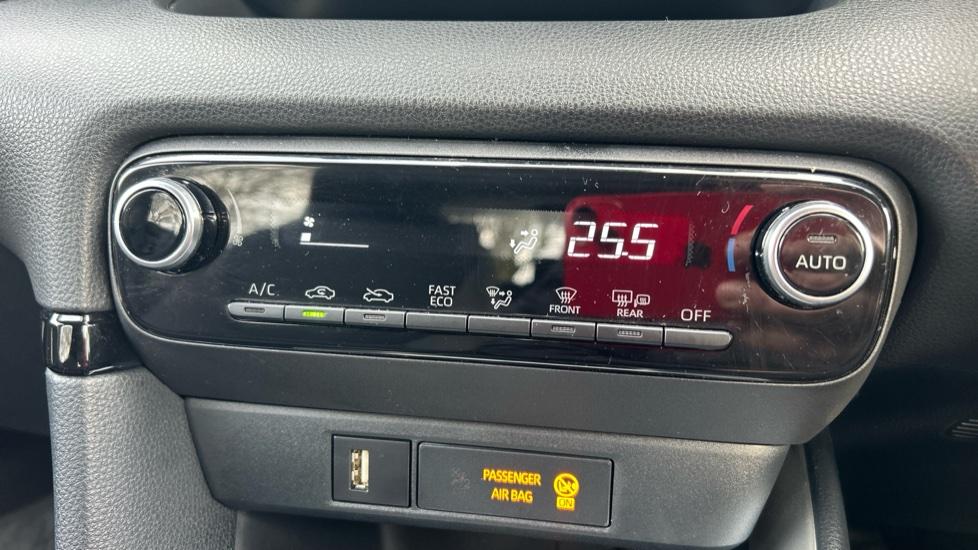 25.5
AUTO
A/C
FAST
ECO
FRONT
REAR
OFF
PASSENGER
AIR BAG
ON